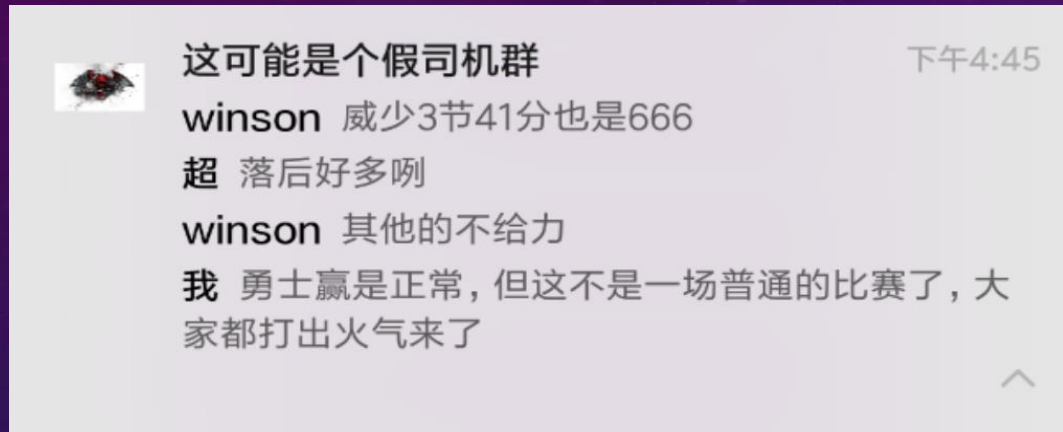 这可能是个假司机群 下午4:45
winson 威少3节41分也是666
超 落后好多咧
winson 其他的不给力
我 勇士赢是正常，但这不是一场普通的比赛了，大
家都打出火气来了